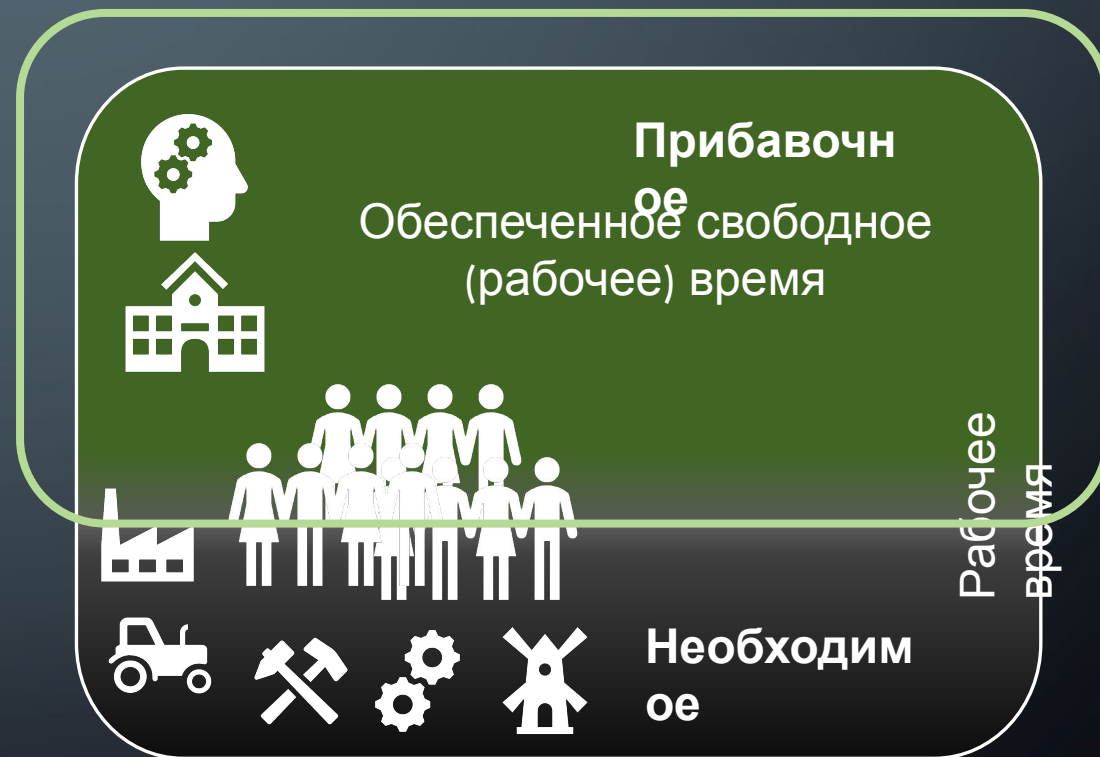 Прибавочн
ое
Обеспеченное свободное
(рабочее) время
Рабочее
время
Необходим
ое